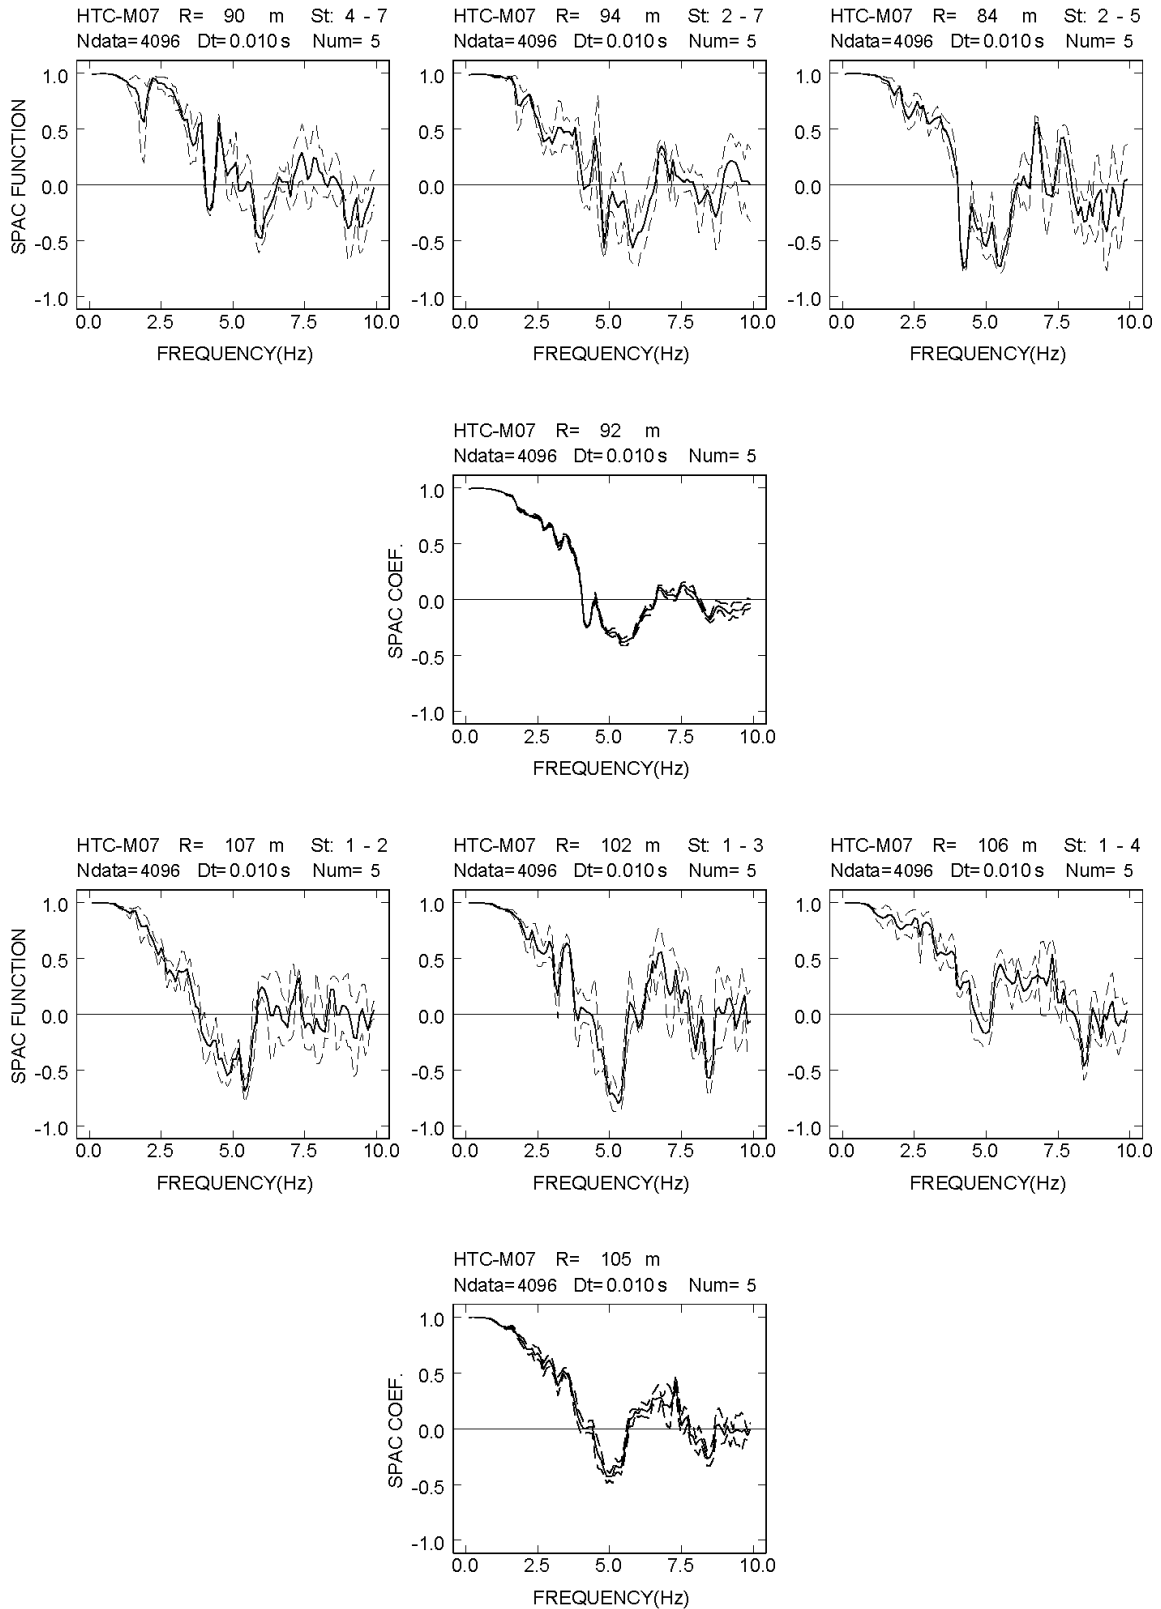 HTC-M07 R= 90 m St: 4 - 7
Ndata=4096 Dt=0.010 s Num= 5
1.0
0.5
0.0
-0.5
-1.0
SPAC FUNCTION
0.0 2.5 5.0 7.5 10.0
FREQUENCY(Hz)
HTC-M07 R= 94 m St: 2 - 7
Ndata=4096 Dt=0.010 s Num= 5
1.0
0.5
0.0
-0.5
-1.0
0.0 2.5 5.0 7.5 10.0
FREQUENCY(Hz)
HTC-M07 R= 84 m St: 2 - 5
Ndata=4096 Dt=0.010 s Num= 5
1.0
0.5
0.0
-0.5
-1.0
0.0 2.5 5.0 7.5 10.0
FREQUENCY(Hz)
HTC-M07 R= 92 m
Ndata=4096 Dt=0.010 s Num= 5
1.0
0.5
0.0
-0.5
-1.0
SPAC COEF.
0.0 2.5 5.0 7.5 10.0
FREQUENCY(Hz)
HTC-M07 R= 107 m St: 1 - 2
Ndata=4096 Dt=0.010 s Num= 5
1.0
0.5
0.0
-0.5
-1.0
SPAC FUNCTION
0.0 2.5 5.0 7.5 10.0
FREQUENCY(Hz)
HTC-M07 R= 102 m St: 1 - 3
Ndata=4096 Dt=0.010 s Num= 5
1.0
0.5
0.0
-0.5
-1.0
0.0 2.5 5.0 7.5 10.0
FREQUENCY(Hz)
HTC-M07 R= 106 m St: 1 - 4
Ndata=4096 Dt=0.010 s Num= 5
1.0
0.5
0.0
-0.5
-1.0
0.0 2.5 5.0 7.5 10.0
FREQUENCY(Hz)
HTC-M07 R= 105 m
Ndata=4096 Dt=0.010 s Num= 5
1.0
0.5
0.0
-0.5
-1.0
SPAC COEF.
0.0 2.5 5.0 7.5 10.0
FREQUENCY(Hz)